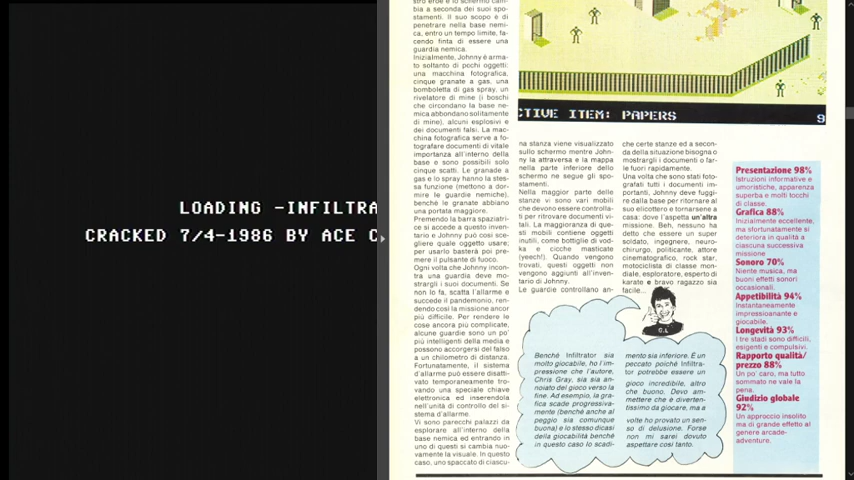 LOADING -INFILTRA
CRACKED 7/4-1986 BY ACE C
stro eroe e lo schermo cam-
bia a seconda dei suoi spo-
stamenti. Il suo scopo è di
penetrare nella base nemi-
ca, entro un tempo limite, fa-
cendo finta di essere una
guardia nemica.
Inizialmente, Johnny è arma-
to soltanto di pochi oggetti:
una macchina fotografica,
cinque granate a gas, una
bomboletta di gas spray, un
rivelatore di mine (i boschi
che circondano la base ne-
mica abbondano solitamente
di mine), alcuni esplosivi e
dei documenti falsi. La mac-
china fotografica serve a fo-
tografare documenti di vitale
importanza all'interno della
base e sono possibili solo
cinque scatti. Le granade a
gas e lo spray hanno la stes-
sa funzione (mettono a dor-
mire le guardie nemiche),
benché le granate abbiano
una portata maggiore.
Premendo la barra spaziatri-
ce si accede a questo inven-
tario e Johnny può così sce-
gliere quale oggetto usare;
per usarlo basterà poi pre-
mere il pulsante di fuoco.
Ogni volta che Johnny incon-
tra una guardia deve mo-
strargli i suoi documenti. Se
non lo fa, scatta l'allarme e
succede il pandemonio, ren-
dendo così la mission ancor
più difficile. Per rendere le
cose ancora più complicate,
alcune guardie sono un po'
più intelligenti della media e
possono accorgersi del falso
a un chilometro di distanza.
Fortunatamente, il sistema
d'allarme può essere disatti-
vato temporaneamente tro-
vando una speciale chiave
elettronica ed inserendola
nell'unità di controllo del si-
stema d'allarme.
Vi sono parecchi palazzi da
esplorare all'interno della
base nemica ed entrando in
uno di questi si cambia nuo-
vamente la visuale. In questo
caso, uno spaccato di ciascu-
CTIVE ITEM: PAPERS 9
na stanza viene visualizzato
sullo schermo mentre John-
ny la attraversa e la mappa
nella parte inferiore dello
schermo ne segue gli spo-
stamenti.
Nella maggior parte delle
stanze vi sono vari mobili
che devono essere controlla-
ti per ritrovare documenti vi-
tali. La maggioranza di que-
sti mobili contiene oggetti
inutili, come bottiglie di vod-
ka e cicche masticate
(yeech!). Quando vengono
trovati, questi oggetti non
vengono aggiunti all'inven-
tario di Johnny.
Le guardie controllano an-
che certe stanze ed a secon-
da della situazione bisogna o
mostrargli i documenti o far-
le fuori rapidamente.
Una volta che sono stati foto-
grafati tutti i documenti im-
portanti, Johnny deve fuggi-
re dalla base per ritornare al
suo elicottero e tornarsene a
casa: dove l'aspetta un'altra
missione. Beh, nessuno ha
detto che essere un super
soldato, ingegnere, neuro-
chirurgo, politicante, attore
cinematografico, rock star,
motociclista di classe mon-
diale, esploratore, esperto di
karate e bravo ragazzo sia
facile...
G.L.
Benché Infiltrator sia
molto giocabile, ho l'im-
pressione che l'autore,
Chris Gray, sia sia an-
noiato del gioco verso la
fine. Ad esempio, la gra-
fica scade progressiva-
mente (benché anche al
peggio sia comunque
buona) e lo stesso dicasi
della giocabilità benché
in questo caso lo scadi-
mento sia inferiore. È un
peccato poiché Infiltra-
tor potrebbe essere un
gioco incredibile, altro
che buono. Devo am-
mettere che è diverten-
tissimo da giocare, ma a
volte ho provato un sen-
so di delusione. Forse
non mi sarei dovuto
aspettare così tanto.
Presentazione 98%
Istruzioni informative e
umoristiche, apparenza
superba e molti tocchi
di classe.
Grafica 88%
Inizialmente eccellente,
ma sfortunatamente si
deteriora in qualità a
ciascuna successiva
missione
Sonoro 70%
Niente musica, ma
buoni effetti sonori
occasionali.
Appetibilità 94%
Instantaneamente
impressionante e
giocabile.
Longevità 93%
I tre stadi sono difficili,
esigenti e compulsivi.
Rapporto qualità/
prezzo 88%
Un po' caro, ma tutto
sommato ne vale la
pena.
Giudizio globale
92%
Un approccio insolito
ma di grande effetto al
genere arcade-
adventure.